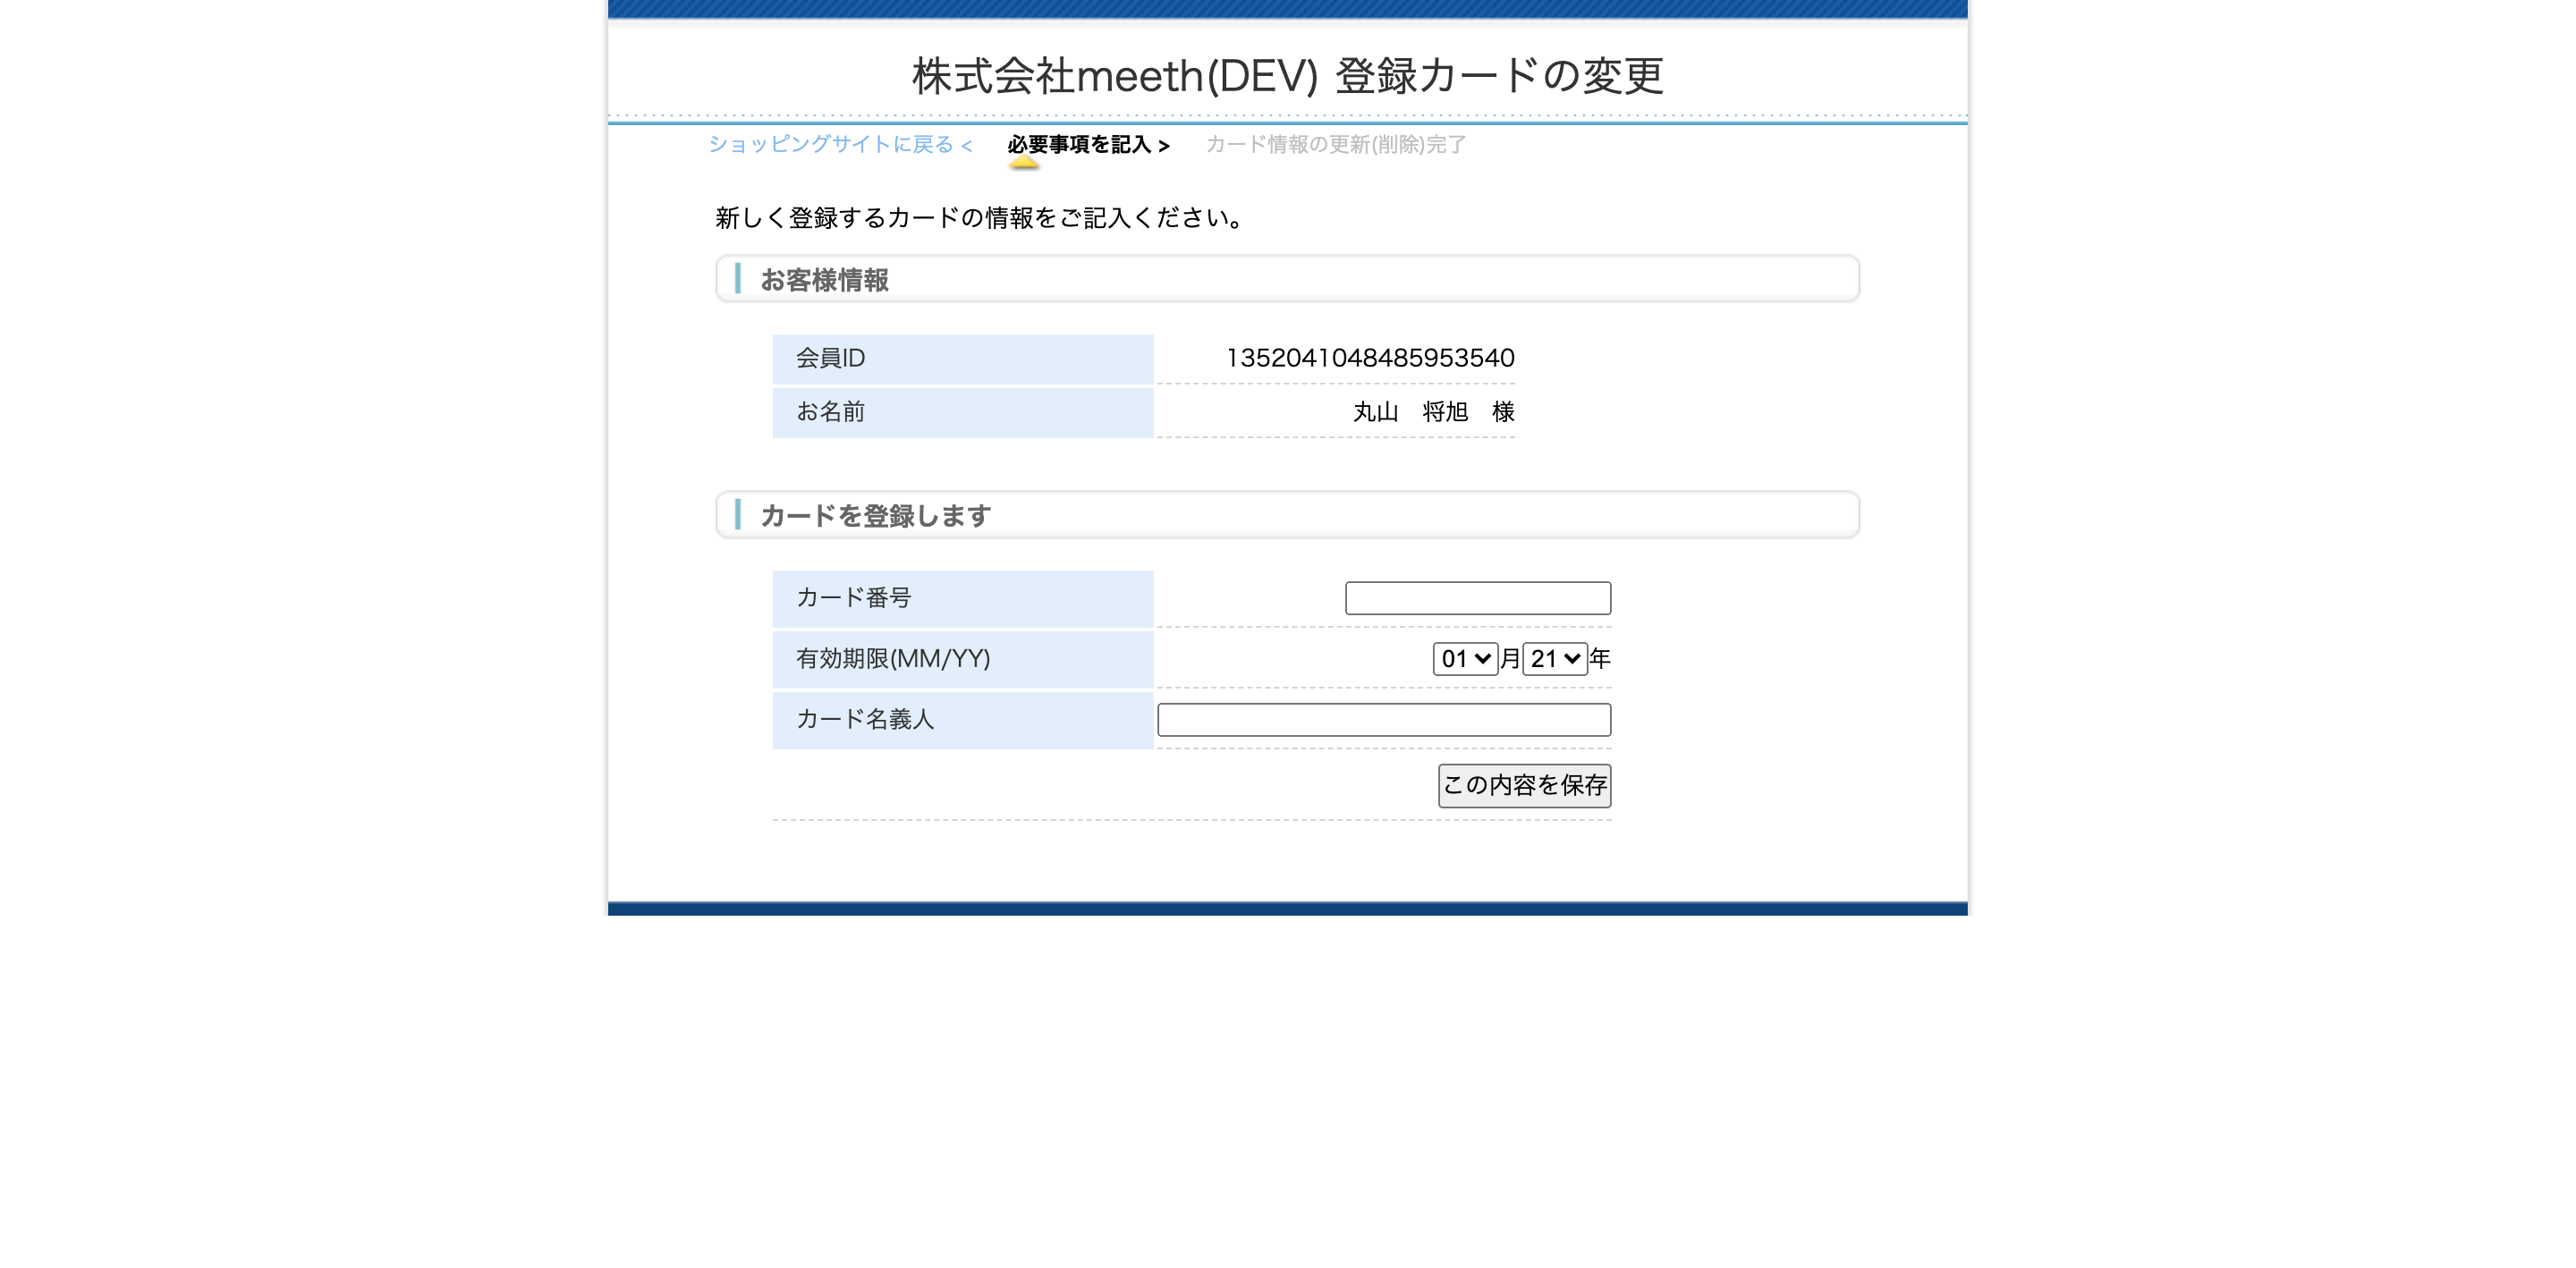 株式会社meeth(DEV) 登録カードの変更
ショッピングサイトに戻る < 必要事項を記入 > カード情報の更新(削除)完了
新しく登録するカードの情報をご記入ください。
お客様情報
会員ID 1352041048485953540
お名前 丸山　将旭　様
カードを登録します
カード番号
有効期限(MM/YY) 01 月 21 年
カード名義人
この内容を保存